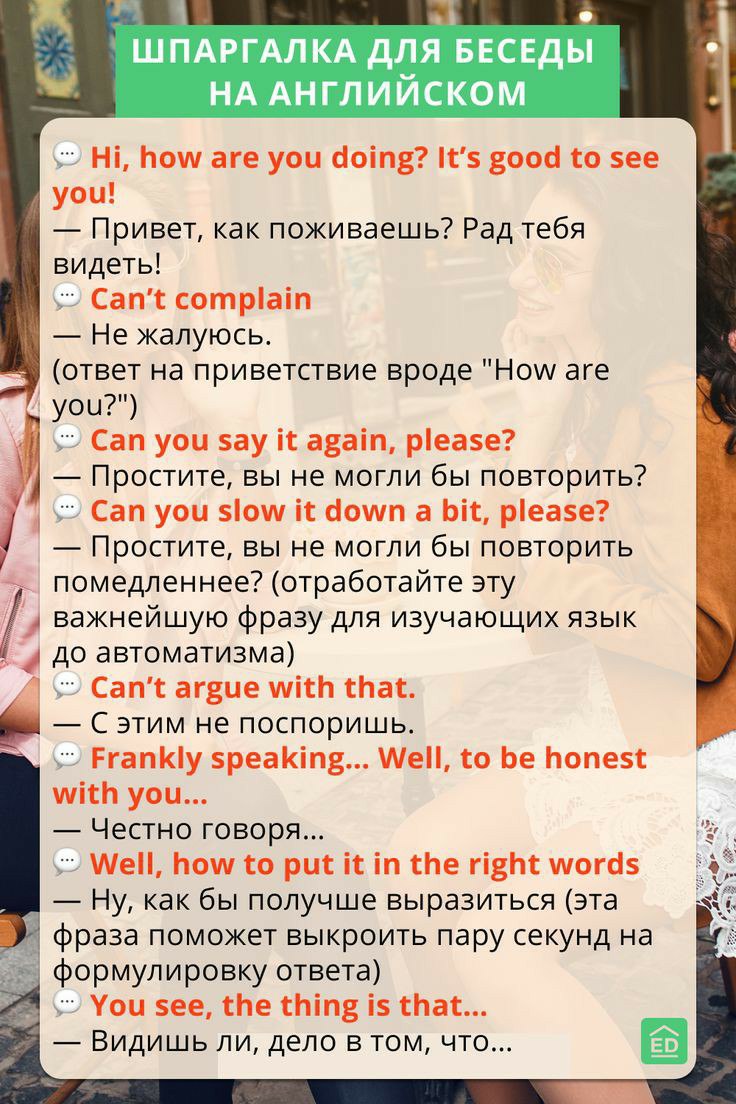 ШПАРГАЛКА ДЛЯ БЕСЕДЫ
НА АНГЛИЙСКОМ
💬 Hi, how are you doing? It’s good to see
you!
— Привет, как поживаешь? Рад тебя
видеть!
💬 Can’t complain
— Не жалуюсь.
(ответ на приветствие вроде "How are
you?")
💬 Can you say it again, please?
— Простите, вы не могли бы повторить?
💬 Can you slow it down a bit, please?
— Простите, вы не могли бы повторить
помедленнее? (отработайте эту
важнейшую фразу для изучающих язык
до автоматизма)
💬 Can’t argue with that.
— С этим не поспоришь.
💬 Frankly speaking... Well, to be honest
with you...
— Честно говоря...
💬 Well, how to put it in the right words
— Ну, как бы получше выразиться (эта
фраза поможет выкроить пару секунд на
формулировку ответа)
💬 You see, the thing is that...
— Видишь ли, дело в том, что...
ED